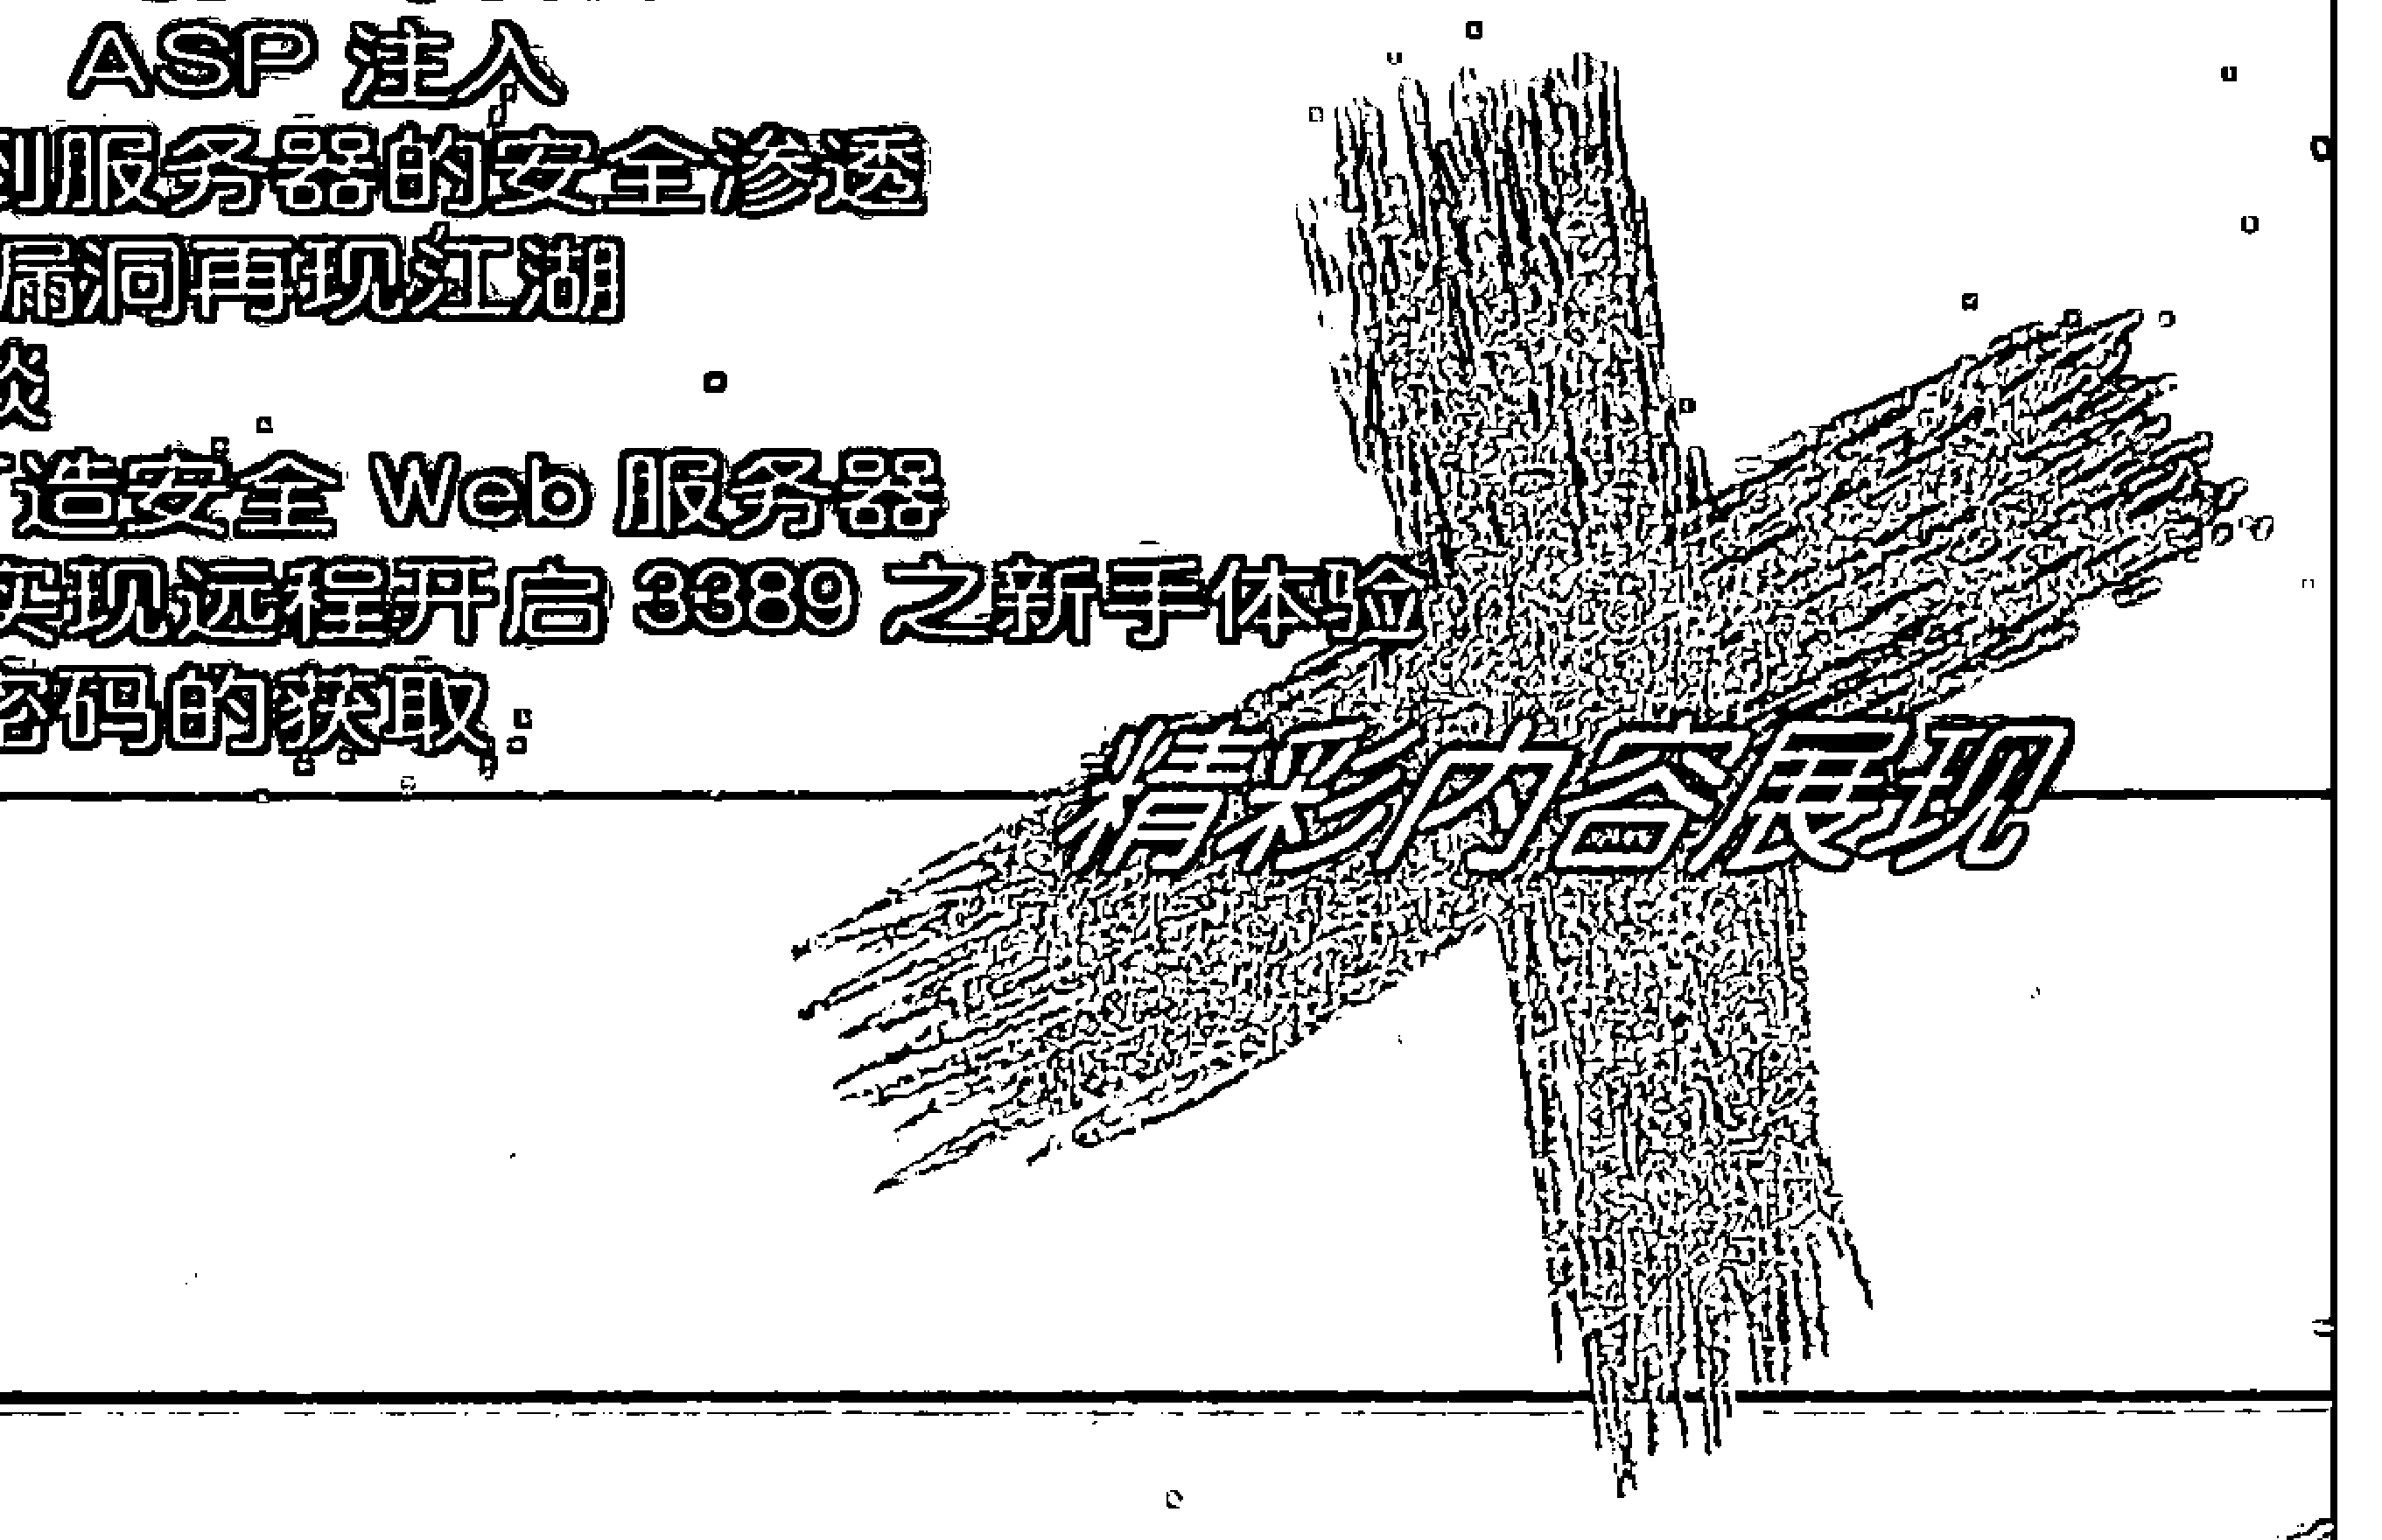 ASP 注入
到服务器的安全渗透
漏洞再现江湖
谈
打造安全 Web 服务器
实现远程开启 3389 之新手体验
密码的获取
精彩内容展现